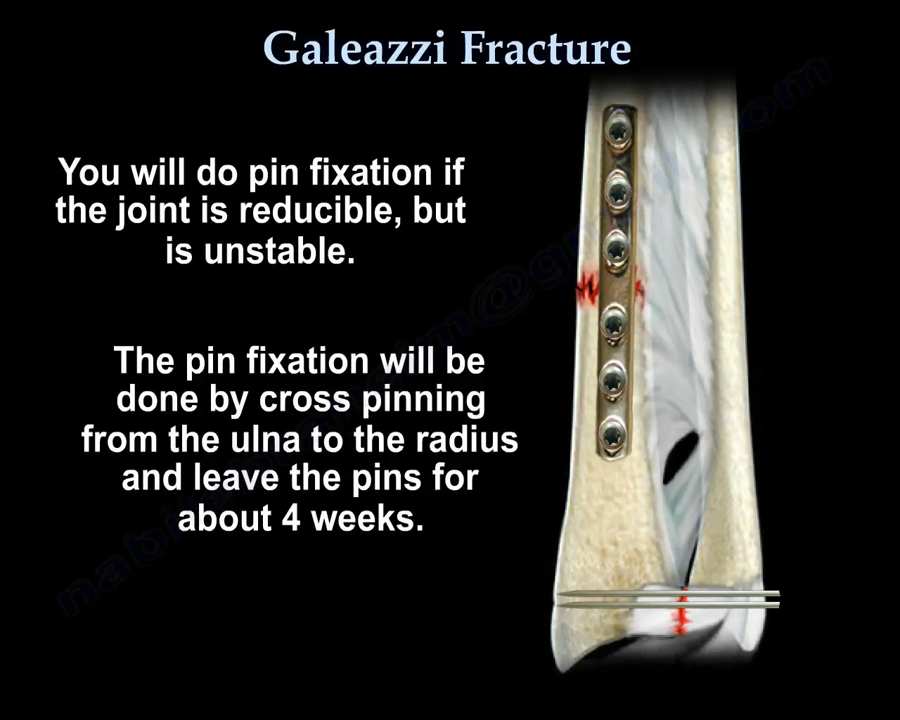 Galeazzi Fracture
You will do pin fixation if
the joint is reducible, but
is unstable.
The pin fixation will be
done by cross pinning
from the ulna to the radius
and leave the pins for
about 4 weeks.